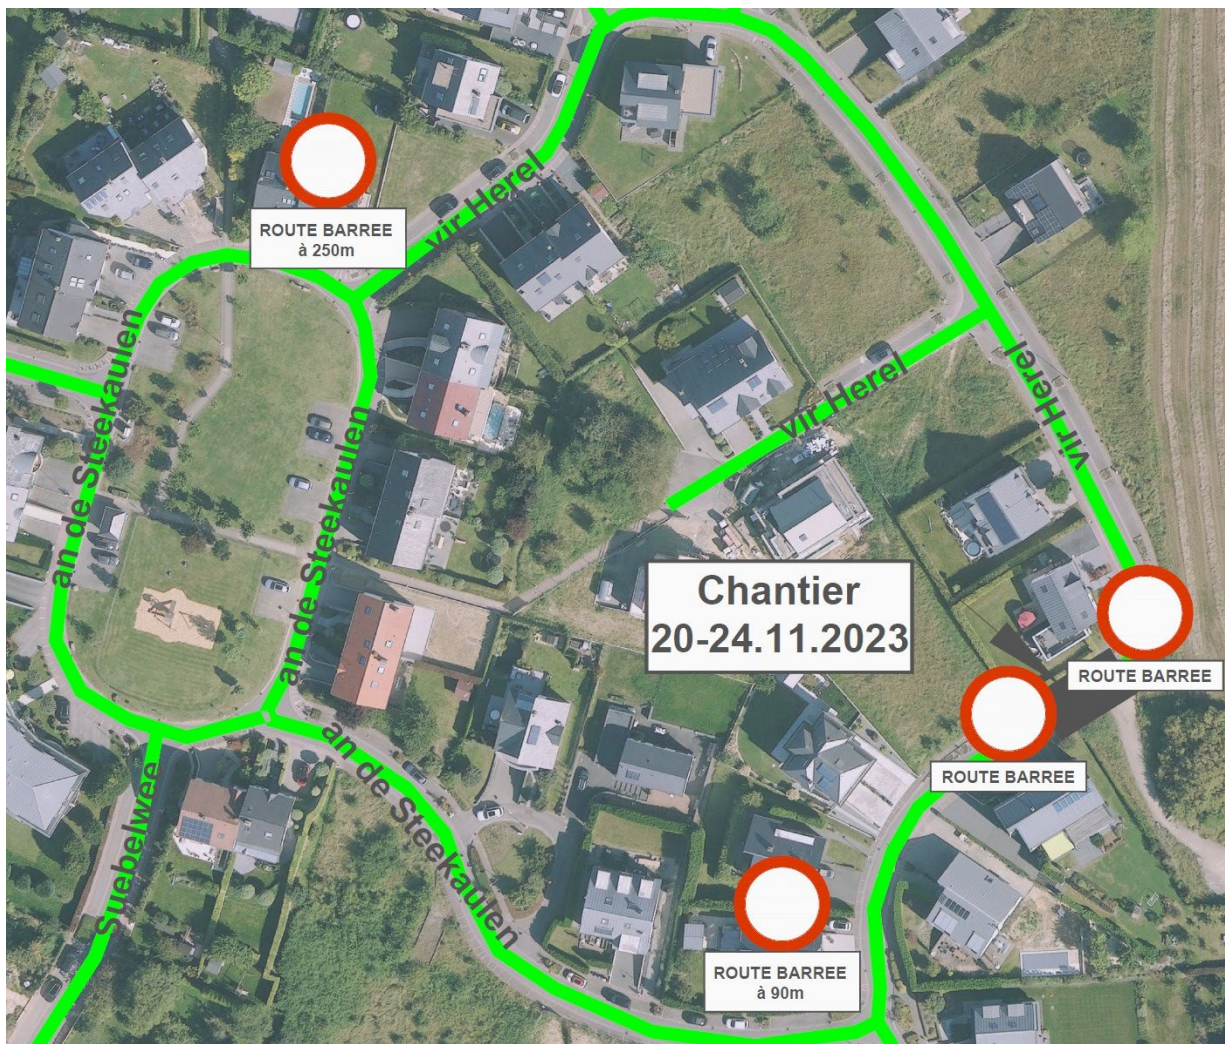 ROUTE BARREE
à 250m
vir Herel
an de Steekaulen
an de Steekaulen
vir Herel
vir Herel
Chantier
20-24.11.2023
ROUTE BARREE
ROUTE BARREE
an de Steekaulen
Suebelwee
ROUTE BARREE
à 90m